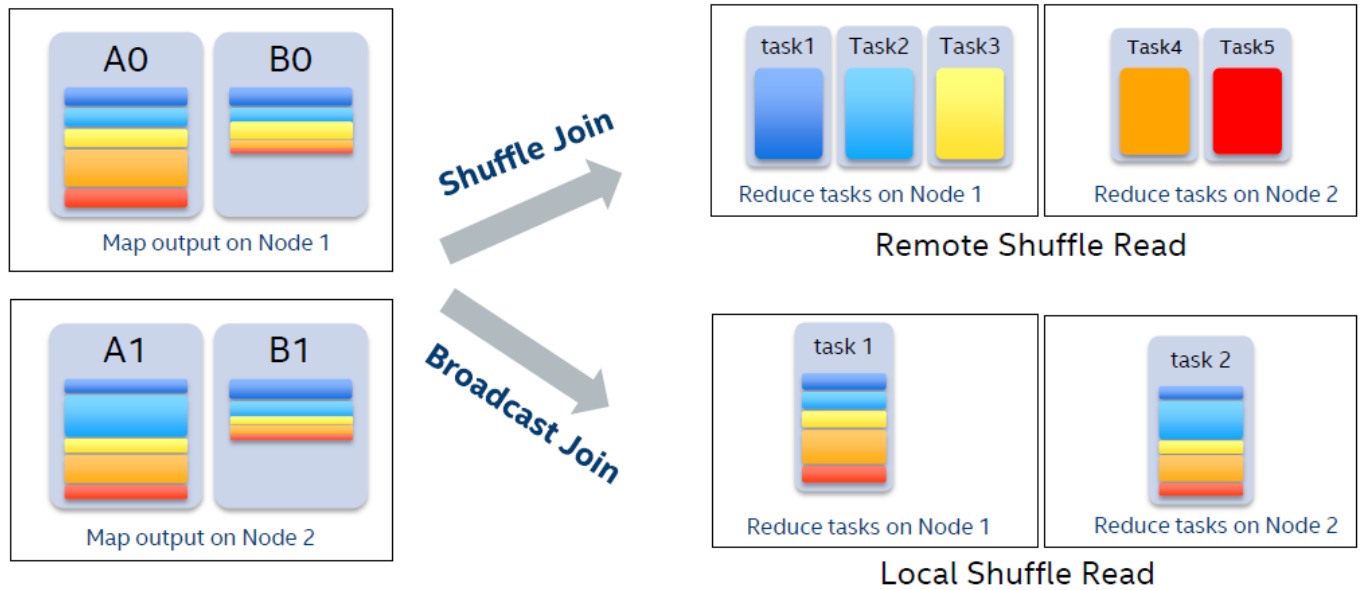 A0 B0
Map output on Node 1
A1 B1
Map output on Node 2
Shuffle Join
Broadcast Join
task1 Task2 Task3
Reduce tasks on Node 1
Task4 Task5
Reduce tasks on Node 2
Remote Shuffle Read
task 1
Reduce tasks on Node 1
task 2
Reduce tasks on Node 2
Local Shuffle Read